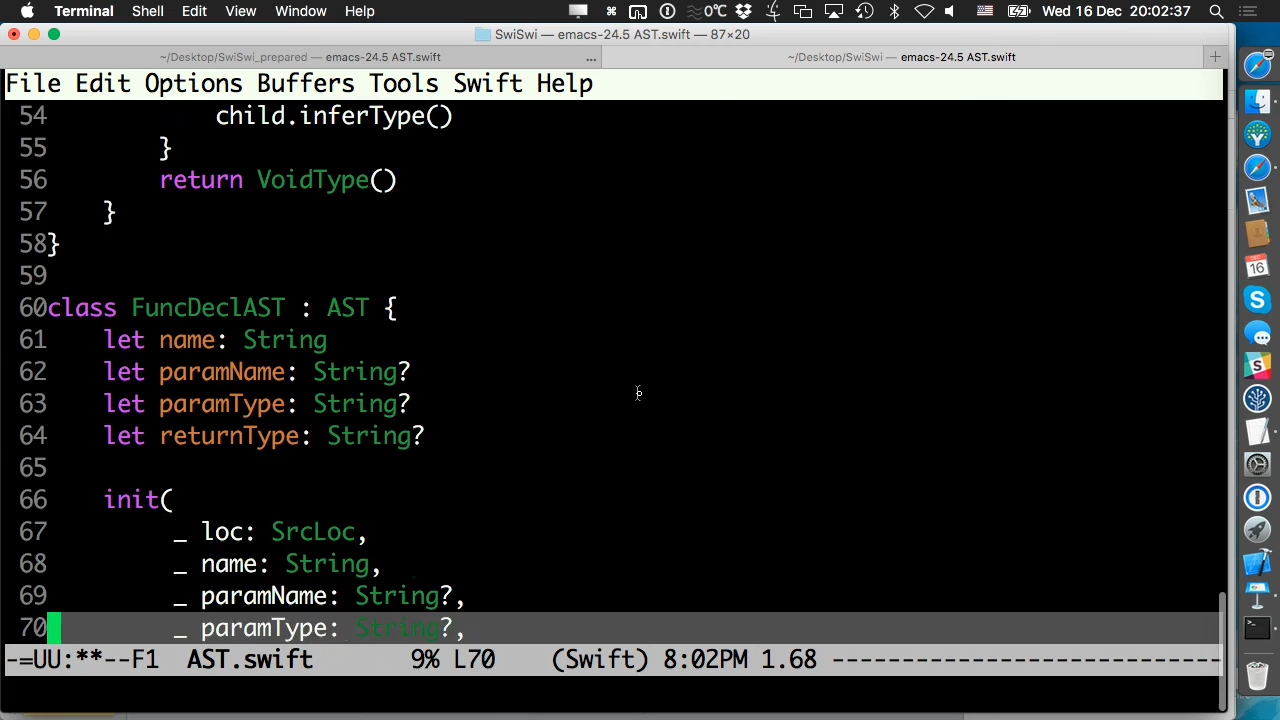 Terminal Shell Edit View Window Help 0℃ Wed 16 Dec 20:02:37
SwiSwi — emacs-24.5 AST.swift — 87×20
~/Desktop/SwiSwi_prepared — emacs-24.5 AST.swift ... ~/Desktop/SwiSwi — emacs-24.5 AST.swift +
File Edit Options Buffers Tools Swift Help
54 child.inferType()
55 }
56 return VoidType()
57 }
58}
59
60class FuncDeclAST : AST {
61 let name: String
62 let paramName: String?
63 let paramType: String?
64 let returnType: String?
65
66 init(
67 _ loc: SrcLoc,
68 _ name: String,
69 _ paramName: String?,
70 _ paramType: String?,
-=UU:**--F1 AST.swift 9% L70 (Swift) 8:02PM 1.68 --------------------------